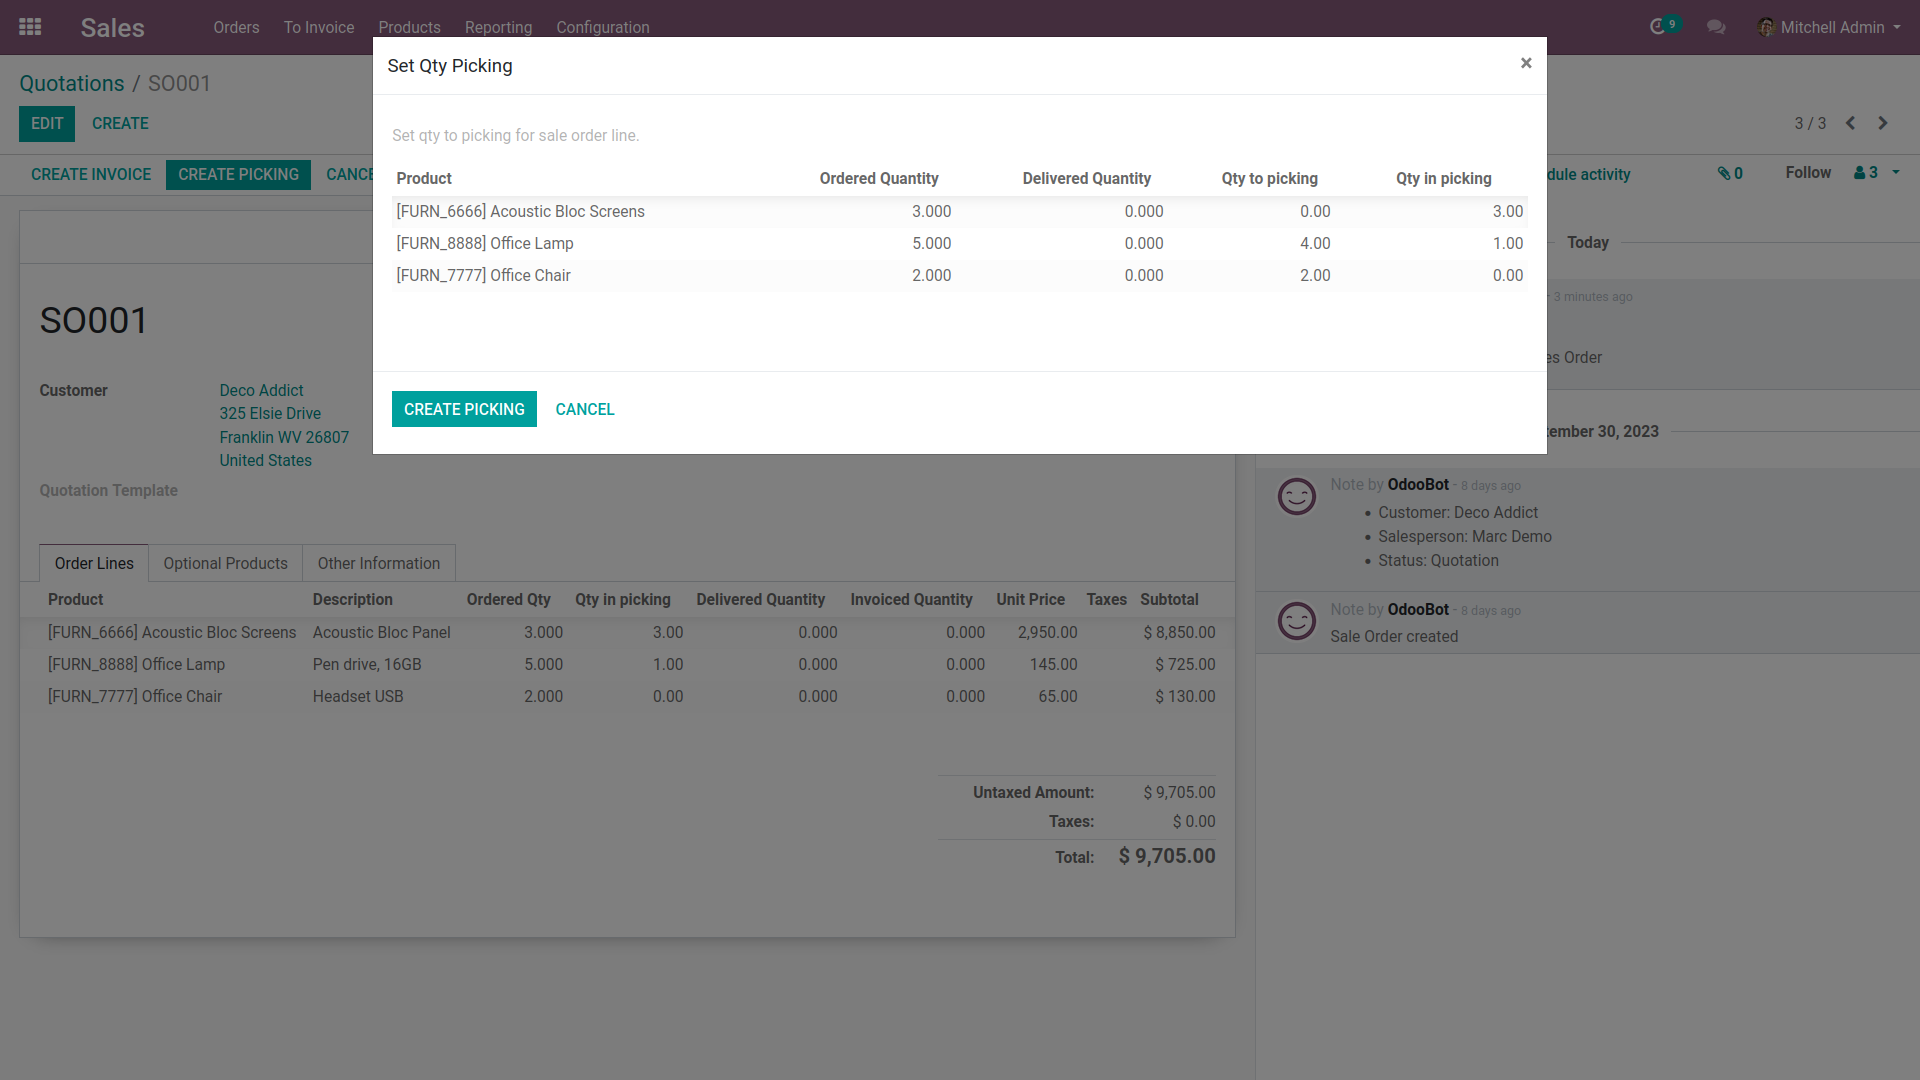 Sales Orders To Invoice Products Reporting Configuration 9 Mitchell Admin
Quotations / SO001
EDIT CREATE
3 / 3
CREATE INVOICE CREATE PICKING CANCE
dule activity 0 Follow 3
Set Qty Picking ×
Set qty to picking for sale order line.
Product Ordered Quantity Delivered Quantity Qty to picking Qty in picking
[FURN_6666] Acoustic Bloc Screens 3.000 0.000 0.00 3.00
[FURN_8888] Office Lamp 5.000 0.000 4.00 1.00
[FURN_7777] Office Chair 2.000 0.000 2.00 0.00
CREATE PICKING CANCEL
SO001
Customer Deco Addict
325 Elsie Drive
Franklin WV 26807
United States
Quotation Template
Order Lines Optional Products Other Information
Product Description Ordered Qty Qty in picking Delivered Quantity Invoiced Quantity Unit Price Taxes Subtotal
[FURN_6666] Acoustic Bloc Screens Acoustic Bloc Panel 3.000 3.00 0.000 0.000 2,950.00 $ 8,850.00
[FURN_8888] Office Lamp Pen drive, 16GB 5.000 1.00 0.000 0.000 145.00 $ 725.00
[FURN_7777] Office Chair Headset USB 2.000 0.00 0.000 0.000 65.00 $ 130.00
Untaxed Amount: $ 9,705.00
Taxes: $ 0.00
Total: $ 9,705.00
Today
- 3 minutes ago
es Order
tember 30, 2023
Note by OdooBot - 8 days ago
• Customer: Deco Addict
• Salesperson: Marc Demo
• Status: Quotation
Note by OdooBot - 8 days ago
Sale Order created